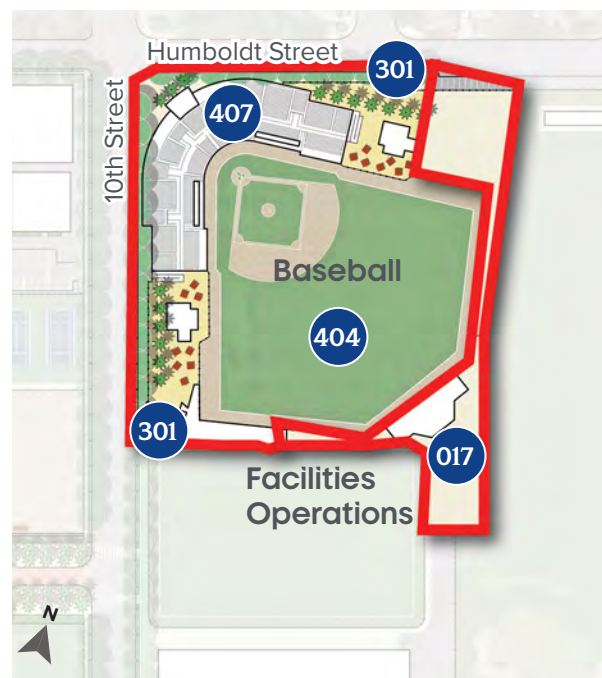 Humboldt Street
301
407
10th Street
Baseball
404
301
017
Facilities
Operations
N